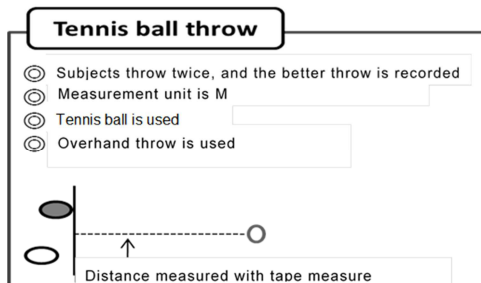 Tennis ball throw
Subjects throw twice, and the better throw is recorded
Measurement unit is M
Tennis ball is used
Overhand throw is used
Distance measured with tape measure